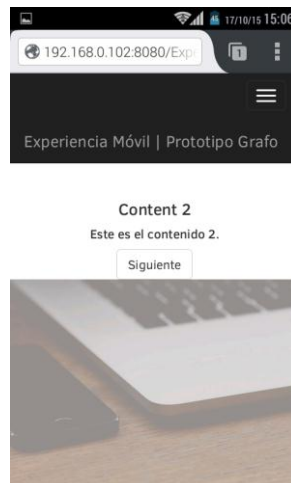 17/10/15 15:06
192.168.0.102:8080/Exp
1
Experiencia Móvil | Prototipo Grafo
Content 2
Este es el contenido 2.
Siguiente